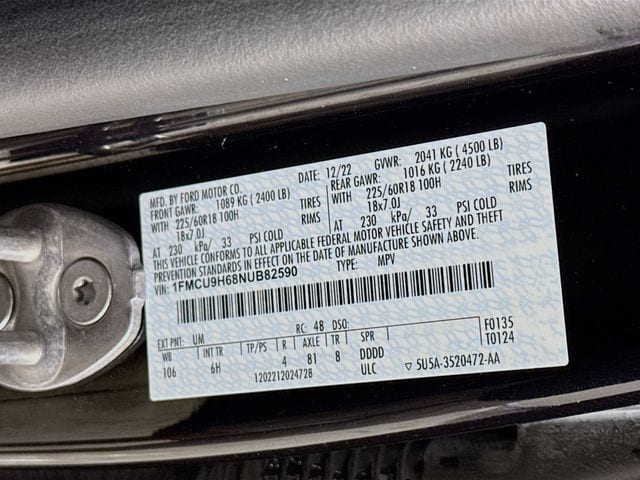 MFD. BY FORD MOTOR CO. DATE: 12/22 GVWR: 2041 KG ( 4500 LB)
FRONT GAWR: 1089 KG ( 2400 LB) REAR GAWR: 1016 KG ( 2240 LB)
WITH 225/60R18 100H TIRES WITH 225/60R18 100H TIRES
18x7.0J RIMS 18x7.0J RIMS
AT 230 kPa/ 33 PSI COLD AT 230 kPa/ 33 PSI COLD
THIS VEHICLE CONFORMS TO ALL APPLICABLE FEDERAL MOTOR VEHICLE SAFETY AND THEFT
PREVENTION STANDARDS IN EFFECT ON THE DATE OF MANUFACTURE SHOWN ABOVE.
VIN: 1FMCU9H68NUB82590 TYPE: MPV
EXT PNT: UM RC: 48 DSO: F0135
WB INT TR TP/PS R AXLE TR SPR T0124
106 6H 4 81 8 DDDD
1202212024728 ULC ▽ 5U5A-3520472-AA